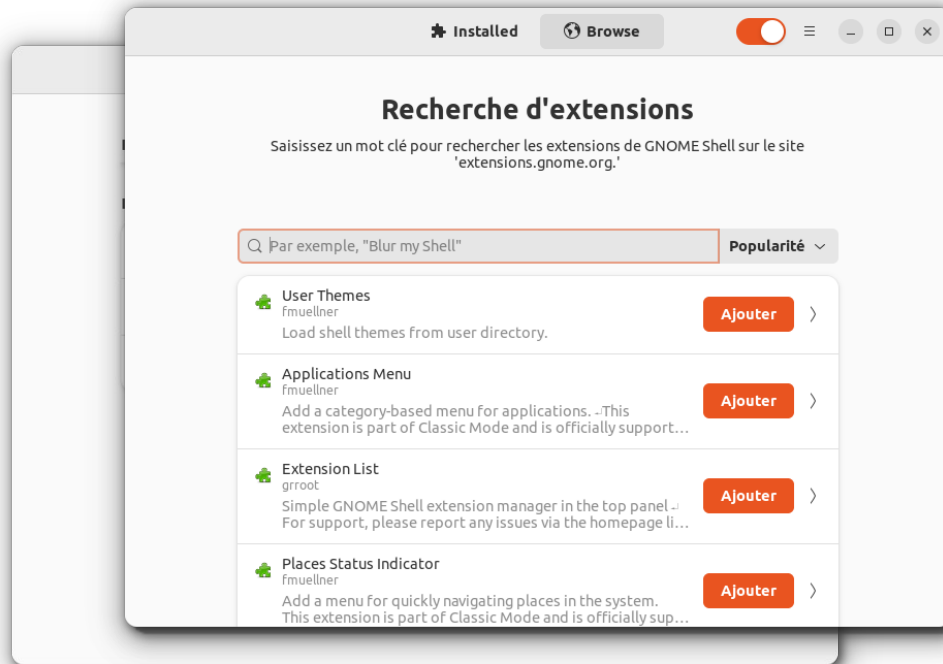 Installed
Browse
Recherche d'extensions
Saisissez un mot clé pour rechercher les extensions de GNOME Shell sur le site
'extensions.gnome.org.'
Par exemple, "Blur my Shell"
Popularité
User Themes
fmuellner
Load shell themes from user directory.
Ajouter
Applications Menu
fmuellner
Add a category-based menu for applications. ↵This
extension is part of Classic Mode and is officially support…
Ajouter
Extension List
grroot
Simple GNOME Shell extension manager in the top panel ↵
For support, please report any issues via the homepage li…
Ajouter
Places Status Indicator
fmuellner
Add a menu for quickly navigating places in the system.
This extension is part of Classic Mode and is officially sup…
Ajouter